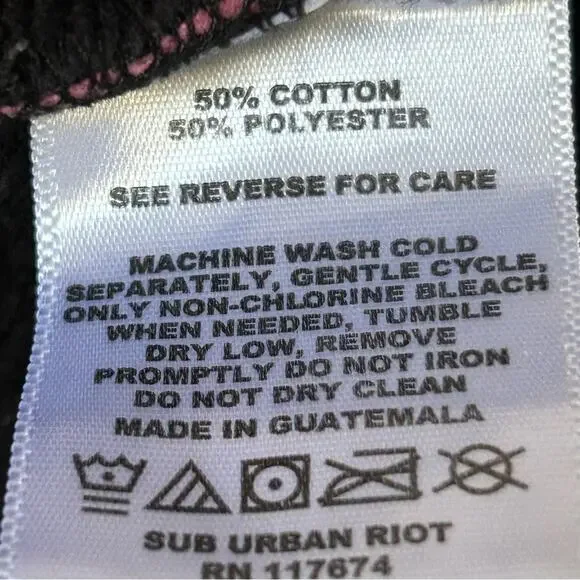 50% COTTON
50% POLYESTER
SEE REVERSE FOR CARE
MACHINE WASH COLD
SEPARATELY, GENTLE CYCLE,
ONLY NON-CHLORINE BLEACH
WHEN NEEDED, TUMBLE
DRY LOW, REMOVE
PROMPTLY DO NOT IRON
DO NOT DRY CLEAN
MADE IN GUATEMALA
SUB URBAN RIOT
RN 117674